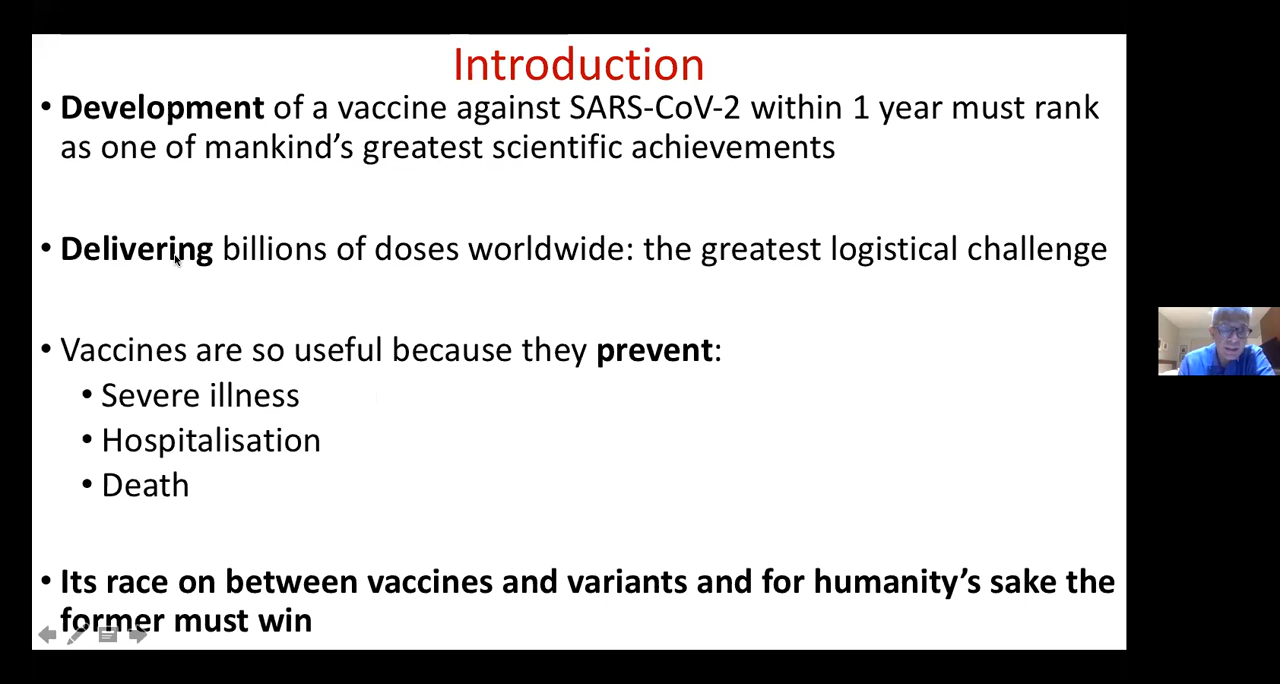 Introduction
• Development of a vaccine against SARS-CoV-2 within 1 year must rank
as one of mankind’s greatest scientific achievements
• Delivering billions of doses worldwide: the greatest logistical challenge
• Vaccines are so useful because they prevent:
• Severe illness
• Hospitalisation
• Death
• Its race on between vaccines and variants and for humanity’s sake the
former must win